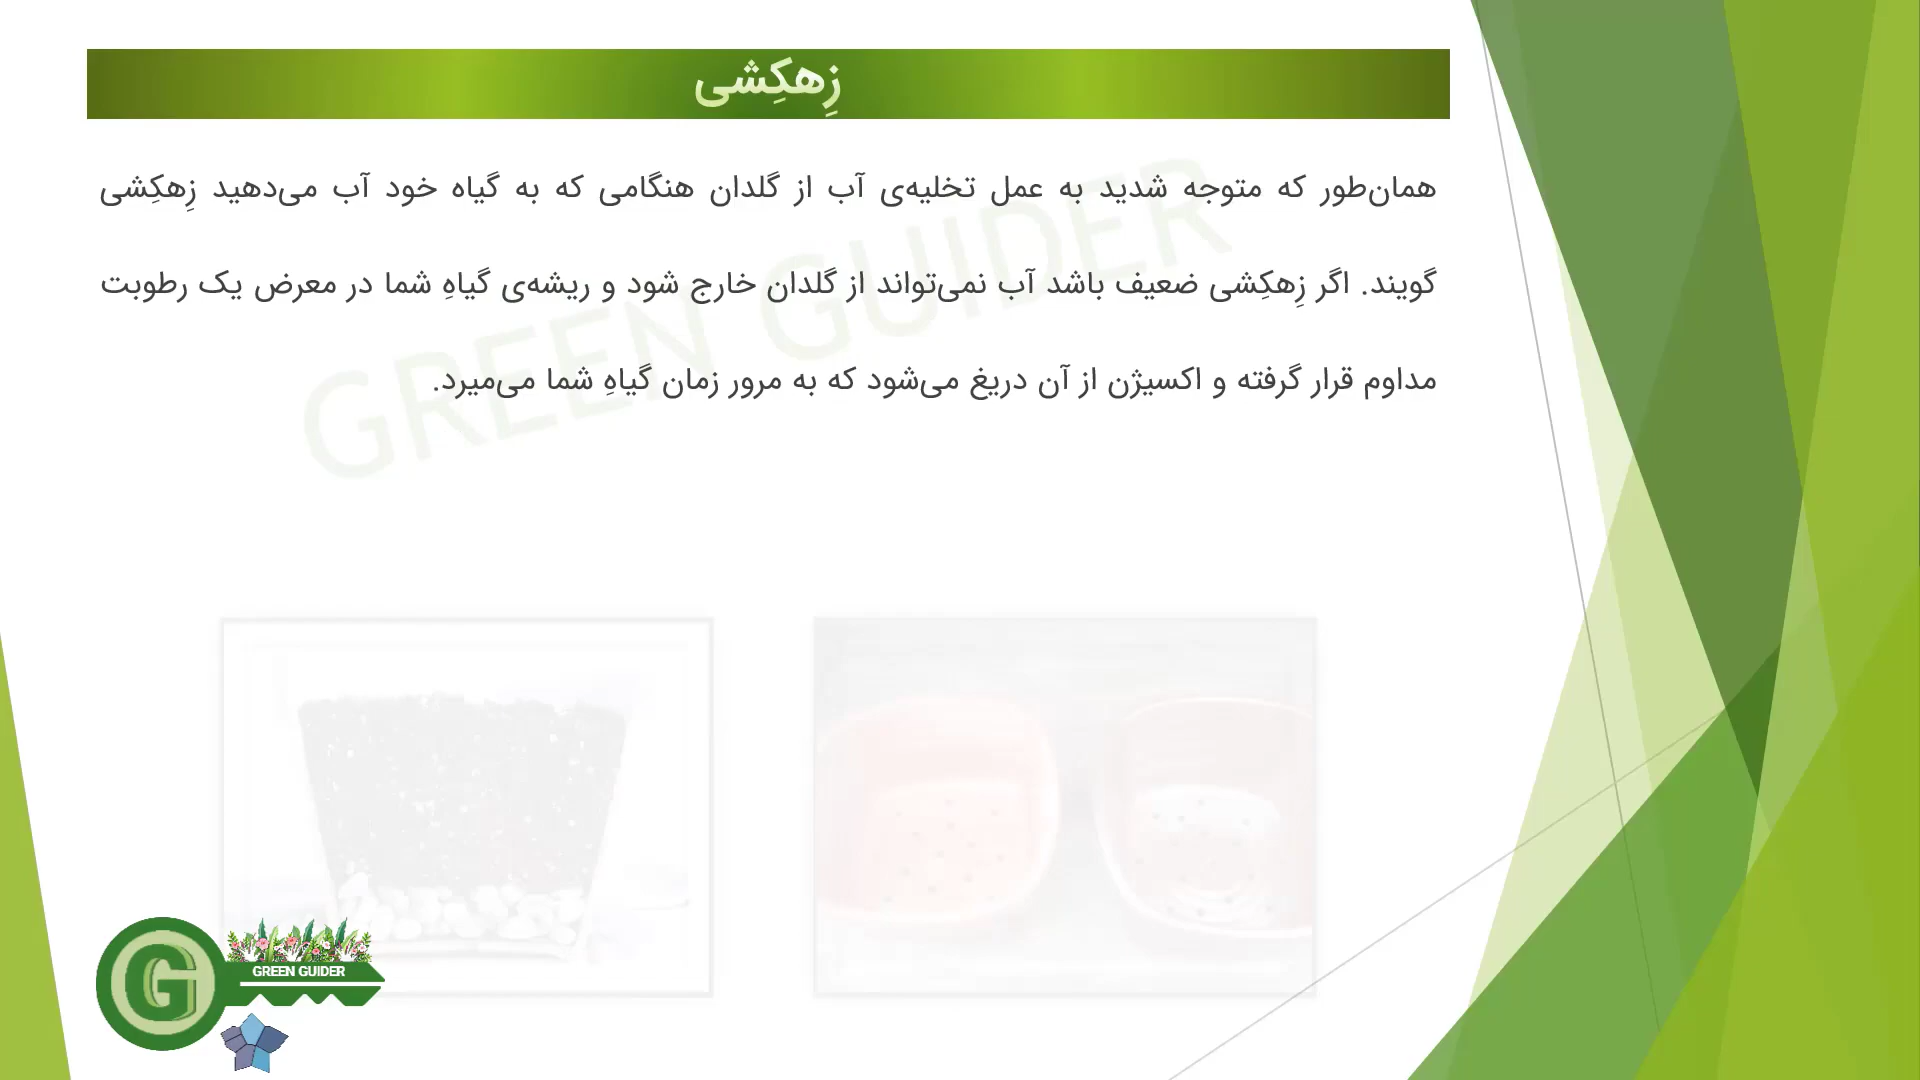 زِهکِشی
همان‌طور که متوجه شدید به عمل تخلیه‌ی آب از گلدان هنگامی که به گیاه خود آب می‌دهید زِهکِشی
گویند. اگر زِهکِشی ضعیف باشد آب نمی‌تواند از گلدان خارج شود و ریشه‌ی گیاهِ شما در معرض یک رطوبت
مداوم قرار گرفته و اکسیژن از آن دریغ می‌شود که به مرور زمان گیاهِ شما می‌میرد.
GREEN GUIDER
G
GREEN GUIDER